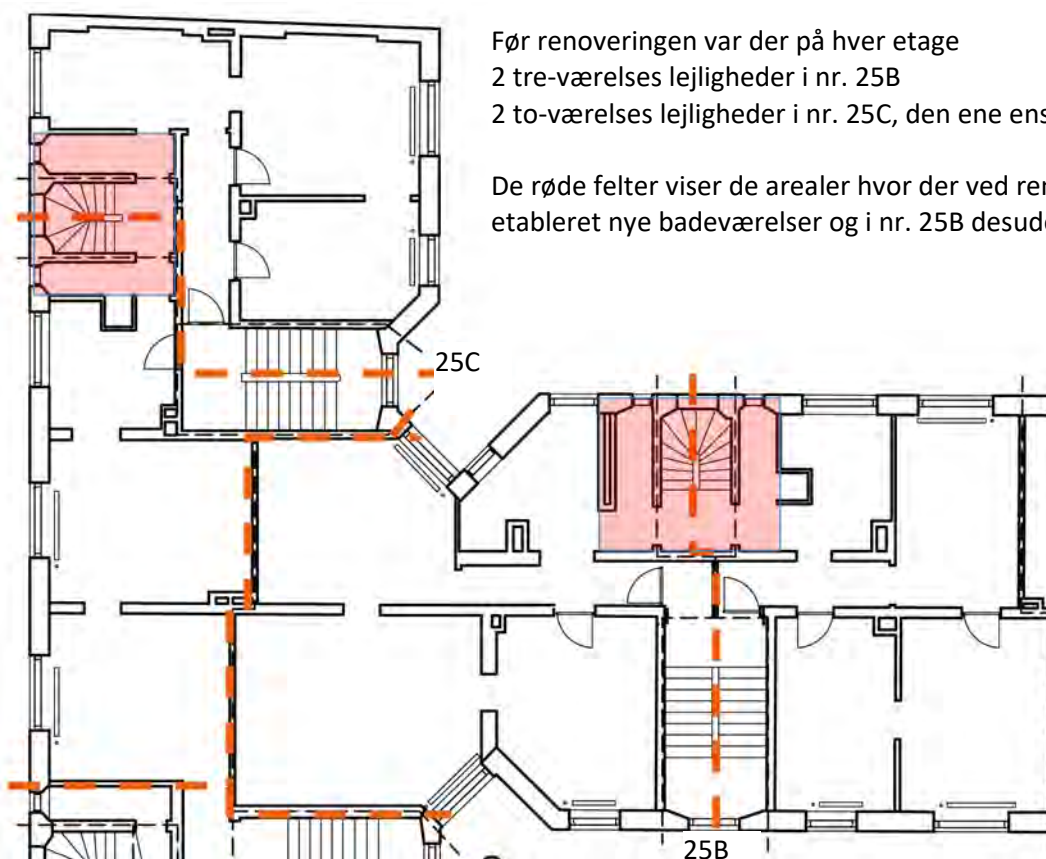 Før renoveringen var der på hver etage
2 tre-værelses lejligheder i nr. 25B
2 to-værelses lejligheder i nr. 25C, den ene ens
De røde felter viser de arealer hvor der ved ren
etableret nye badeværelser og i nr. 25B desude
25C
25B